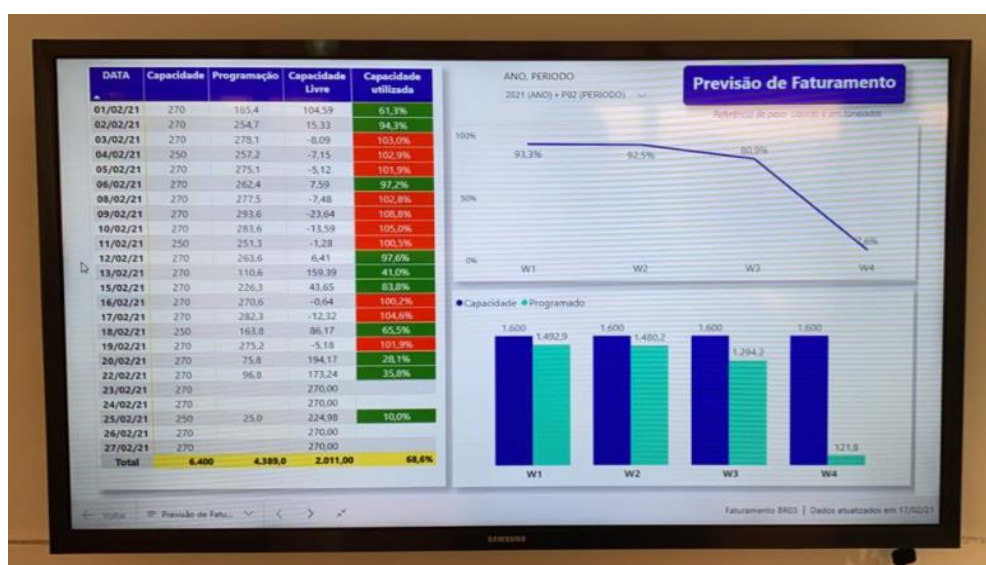 DATA Capacidade Programação Capacidade Livre Capacidade utilizada
01/02/21 270 165,4 104,59 61,3%
02/02/21 270 254,7 15,33 94,3%
03/02/21 270 278,1 -8,09 103,0%
04/02/21 250 257,2 -7,15 102,9%
05/02/21 270 275,1 -5,12 101,9%
06/02/21 270 262,4 7,59 97,2%
08/02/21 270 277,5 -7,48 102,8%
09/02/21 270 293,6 -23,64 108,8%
10/02/21 270 283,6 -13,59 105,0%
11/02/21 250 251,3 -1,28 100,5%
12/02/21 270 263,6 6,41 97,6%
13/02/21 270 110,6 159,39 41,0%
15/02/21 270 226,3 43,65 83,8%
16/02/21 270 270,6 -0,64 100,2%
17/02/21 270 282,3 -12,32 104,6%
18/02/21 250 163,8 86,17 65,5%
19/02/21 270 275,2 -5,18 101,9%
20/02/21 270 75,8 194,17 28,1%
22/02/21 270 96,8 173,24 35,8%
23/02/21 270 270,00
24/02/21 270 270,00
25/02/21 250 25,0 224,98 10,0%
26/02/21 270 270,00
27/02/21 270 270,00
Total 6.400 4.389,0 2.011,00 68,6%
ANO, PERIODO
2021 (ANO) + P02 (PERIODO)
Previsão de Faturamento
Referência de peso: Líquido e em toneladas
100%
93,3% 92,5% 80,9%
50%
7,6%
0%
W1 W2 W3 W4
Capacidade Programado
1.600 1.492,9 1.600 1.480,2 1.600 1.294,2 1.600 121,8
W1 W2 W3 W4
Voltar Previsão de Fatu...
Faturamento BR03 | Dados atualizados em 17/02/21
SAMSUNG